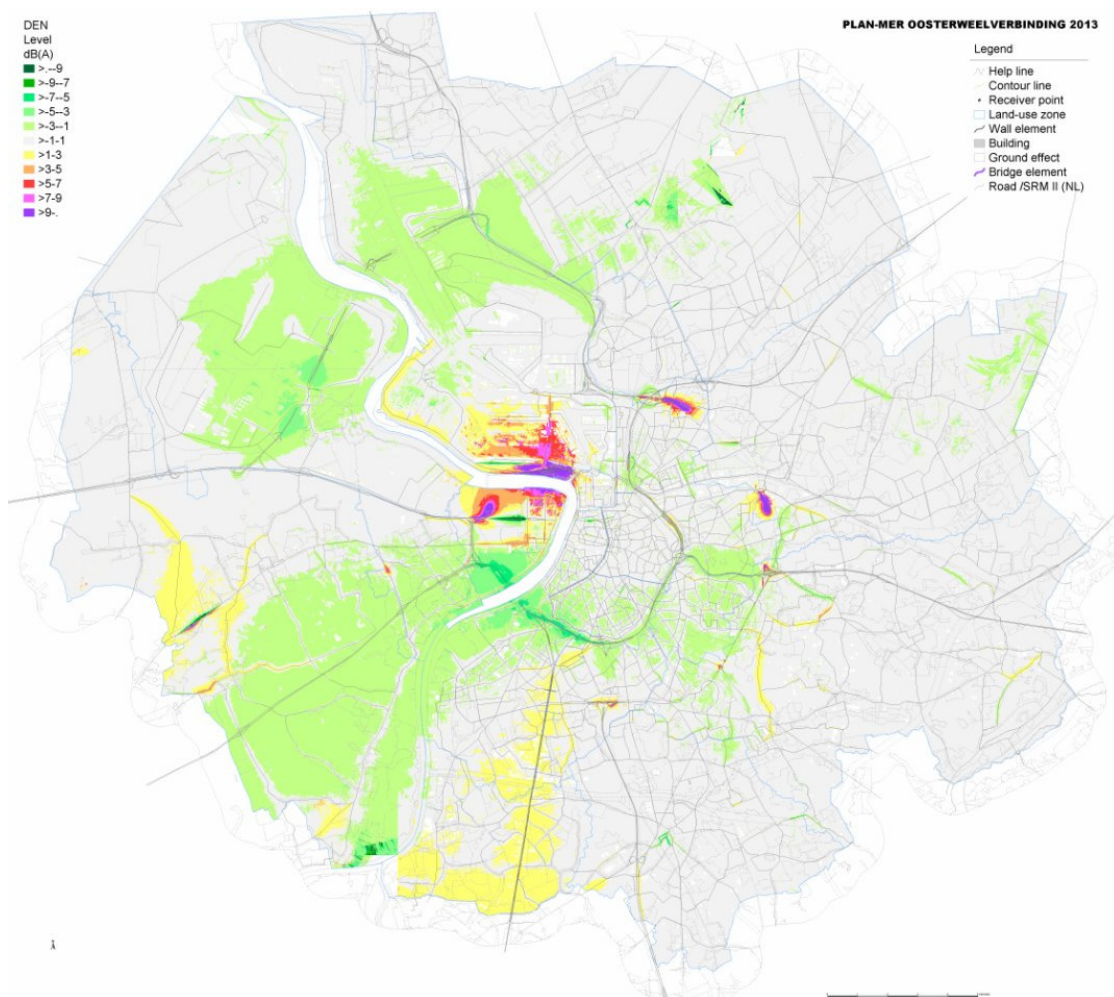 DEN
Level
dB(A)
>.--9
>-9--7
>-7--5
>-5--3
>-3--1
>-1-1
>1-3
>3-5
>5-7
>7-9
>9-.
PLAN-MER OOSTERWEELVERBINDING 2013
Legend
Help line
Contour line
Receiver point
Land-use zone
Wall element
Building
Ground effect
Bridge element
Road /SRM II (NL)